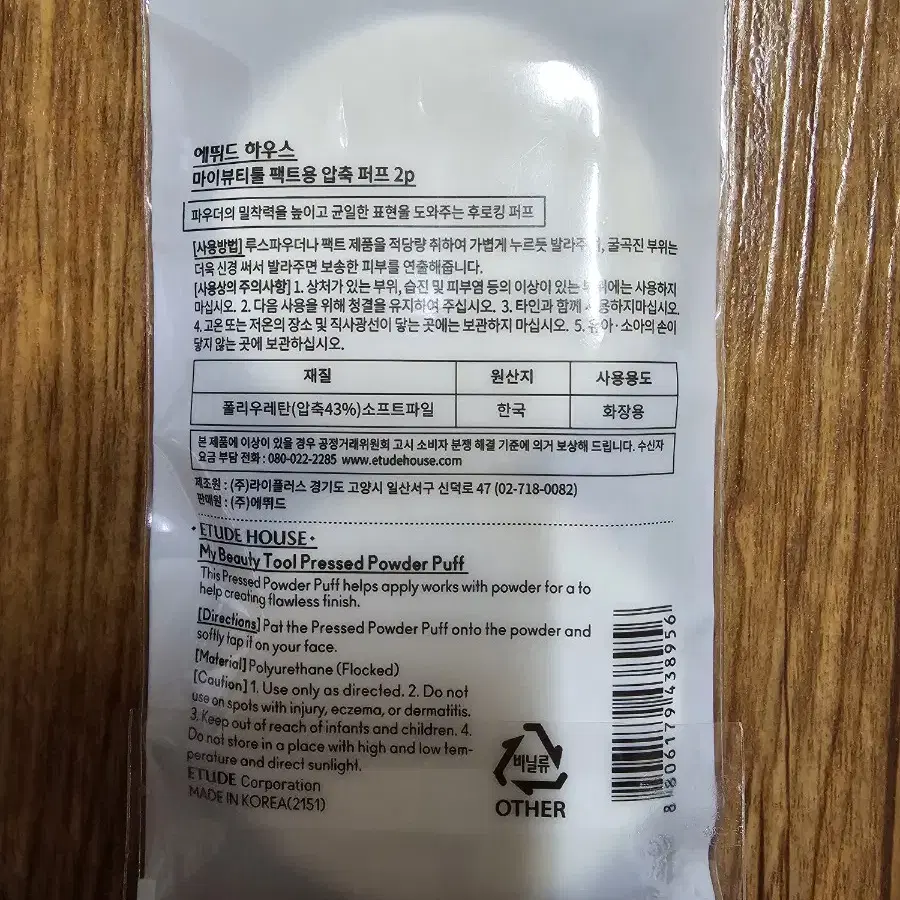 에뛰드 하우스
마이뷰티툴 팩트용 압축 퍼프 2p
파우더의 밀착력을 높이고 균일한 표현을 도와주는 후로킹 퍼프
[사용방법] 루스파우더나 팩트 제품을 적당량 취하여 가볍게 누르듯 발라주며, 굴곡진 부위는
더욱 신경 써서 발라주면 보송한 피부를 연출해줍니다.
[사용상의 주의사항] 1. 상처가 있는 부위, 습진 및 피부염 등의 이상이 있는 부위에는 사용하지
마십시오. 2. 다음 사용을 위해 청결을 유지하여 주십시오. 3. 타인과 함께 사용하지마십시오
4. 고온 또는 저온의 장소 및 직사광선이 닿는 곳에는 보관하지 마십시오. 5. 유아·소아의 손이
닿지 않는 곳에 보관하십시오.
재질 원산지 사용용도
폴리우레탄(압축43%)소프트파일 한국 화장용
본 제품에 이상이 있을 경우 공정거래위원회 고시 소비자 분쟁 해결 기준에 의거 보상해 드립니다. 수신자
요금 부담 전화 : 080-022-2285 www.etudehouse.com
제조원 : (주)라이플러스 경기도 고양시 일산서구 신덕로 47 (02-718-0082)
판매원 : (주)에뛰드
· ETUDE HOUSE ·
My Beauty Tool Pressed Powder Puff
This Pressed Powder Puff helps apply works with powder for a to
help creating flawless finish.
[Directions] Pat the Pressed Powder Puff onto the powder and
softly tap it on your face.
[Material] Polyurethane (Flocked)
[Caution] 1. Use only as directed. 2. Do not
use on spots with injury, eczema, or dermatitis.
3. Keep out of reach of infants and children. 4.
Do not store in a place with high and low tem-
perature and direct sunlight.
ETUDE Corporation
MADE IN KOREA(2151)
비닐류
OTHER
8 806179 438956